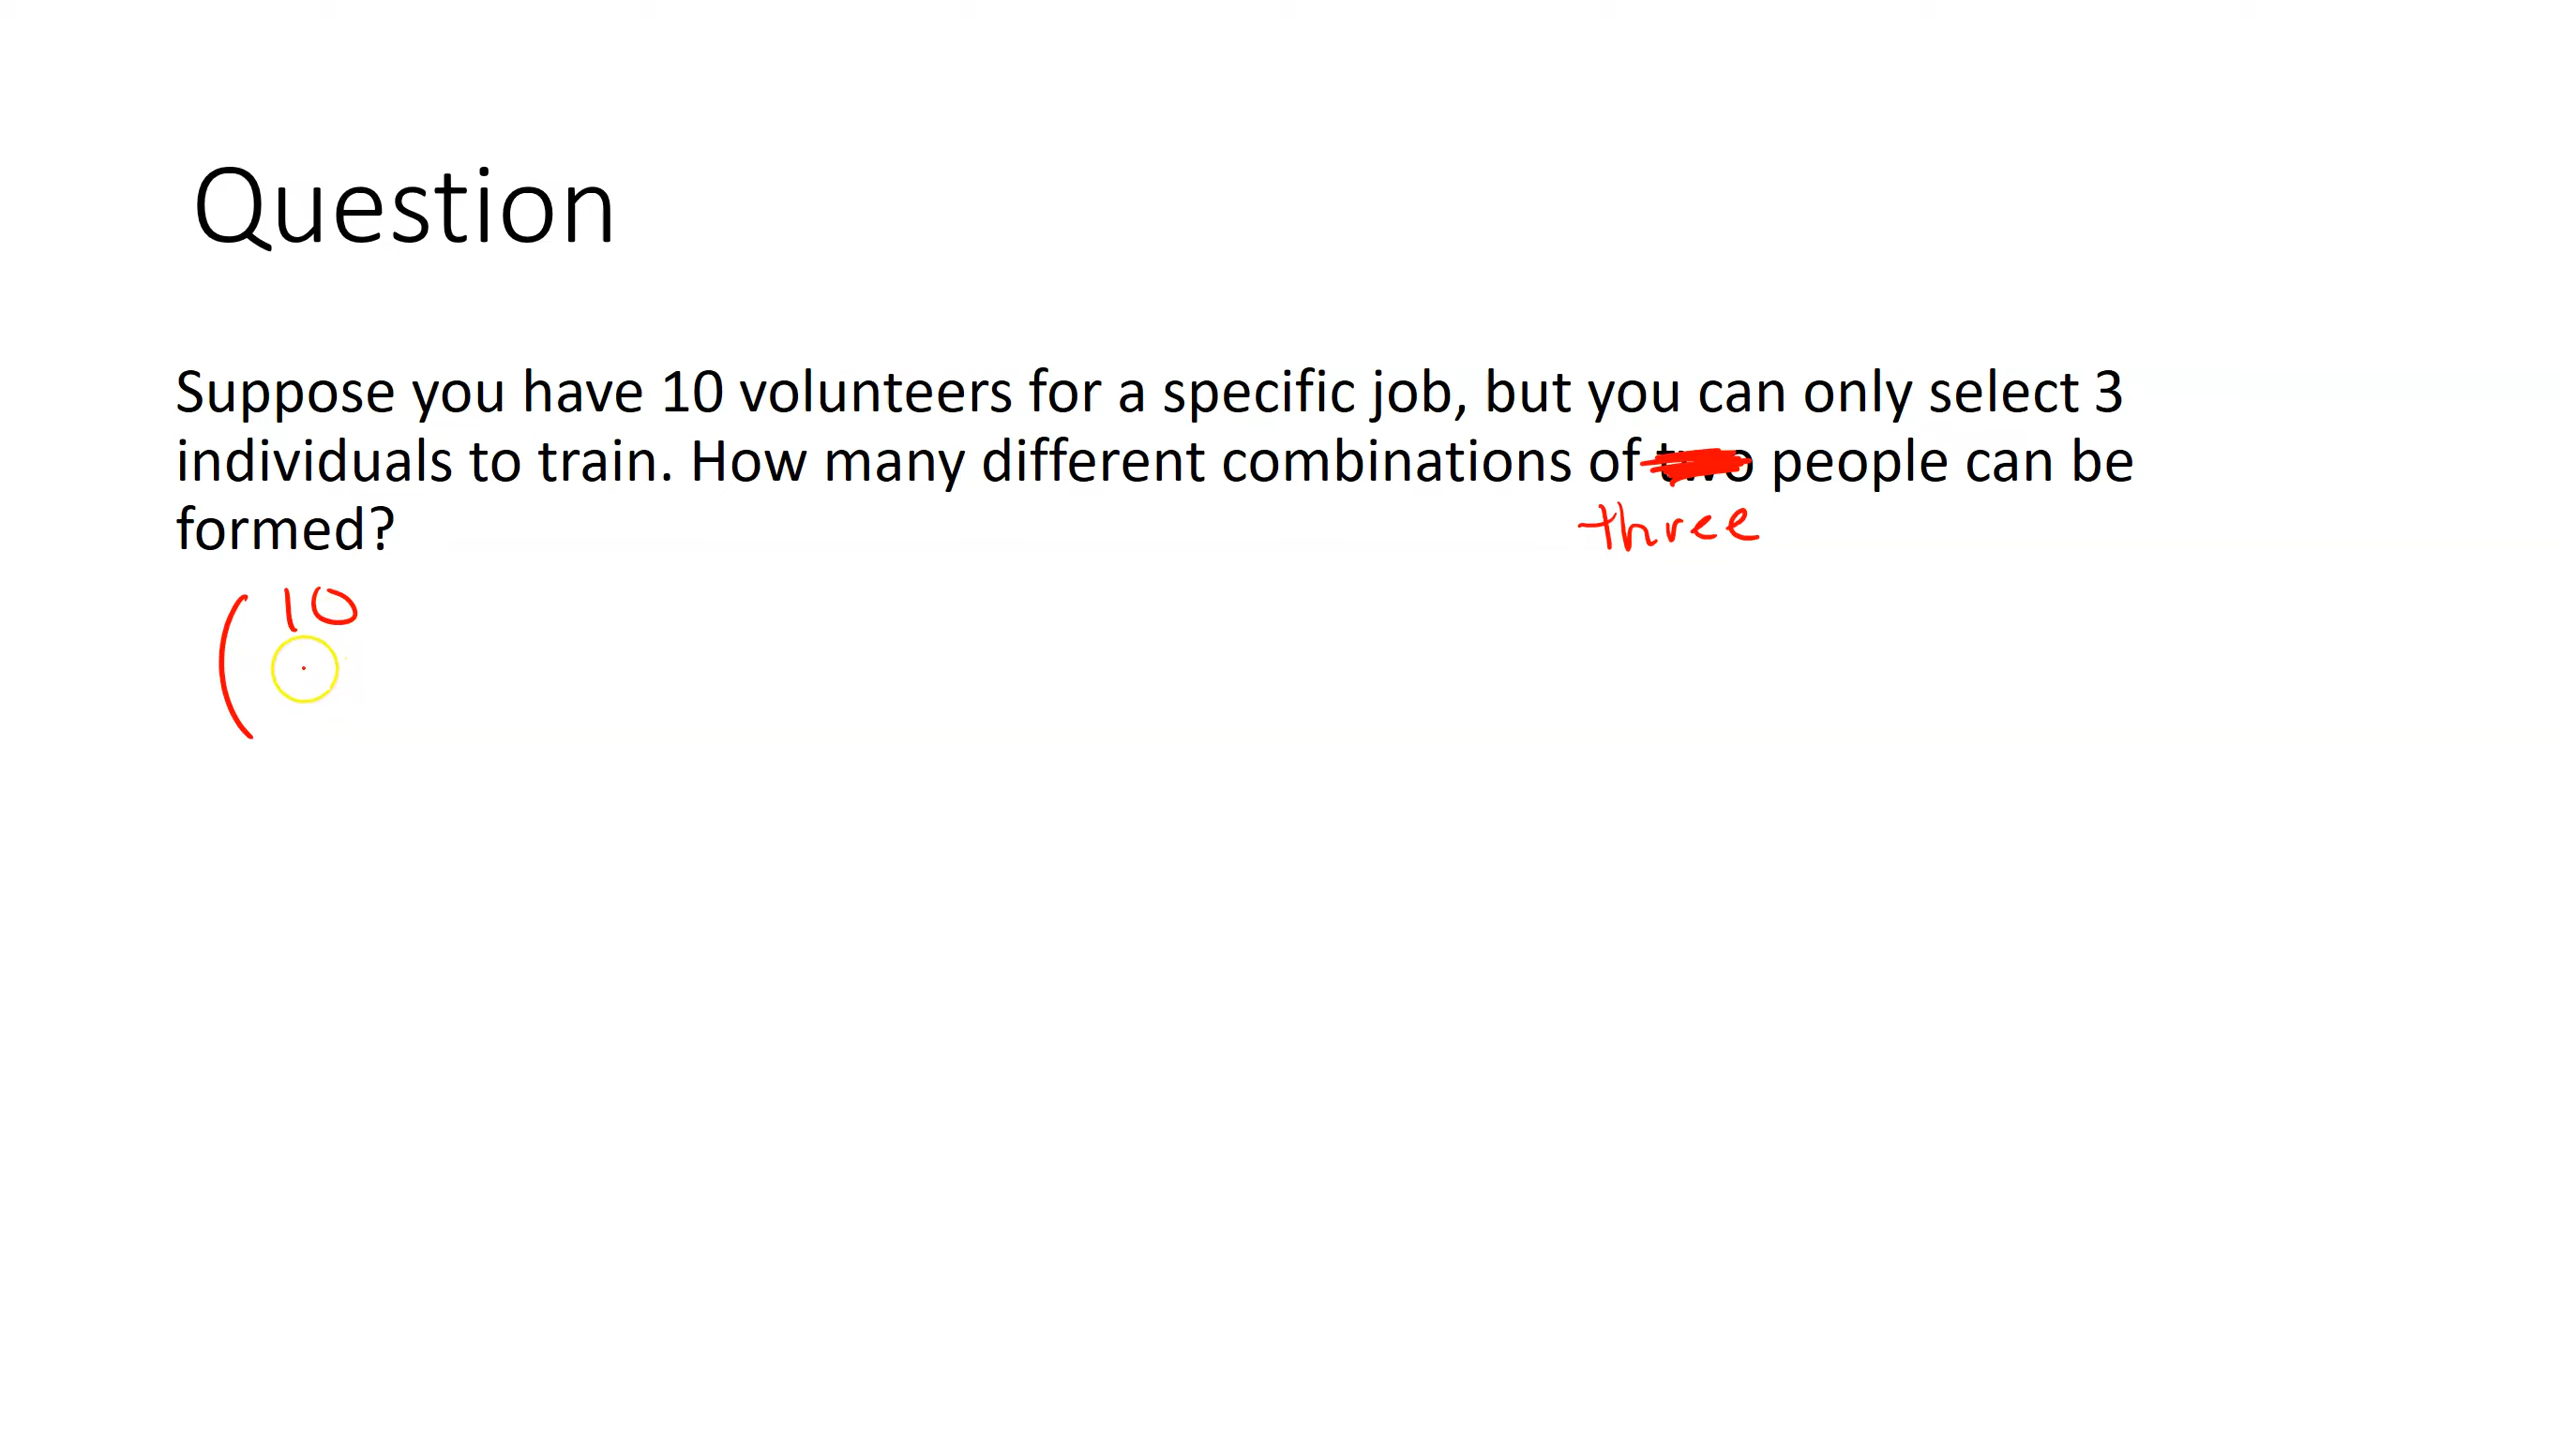 Question
Suppose you have 10 volunteers for a specific job, but you can only select 3
individuals to train. How many different combinations of two people can be
three
formed?
( 10